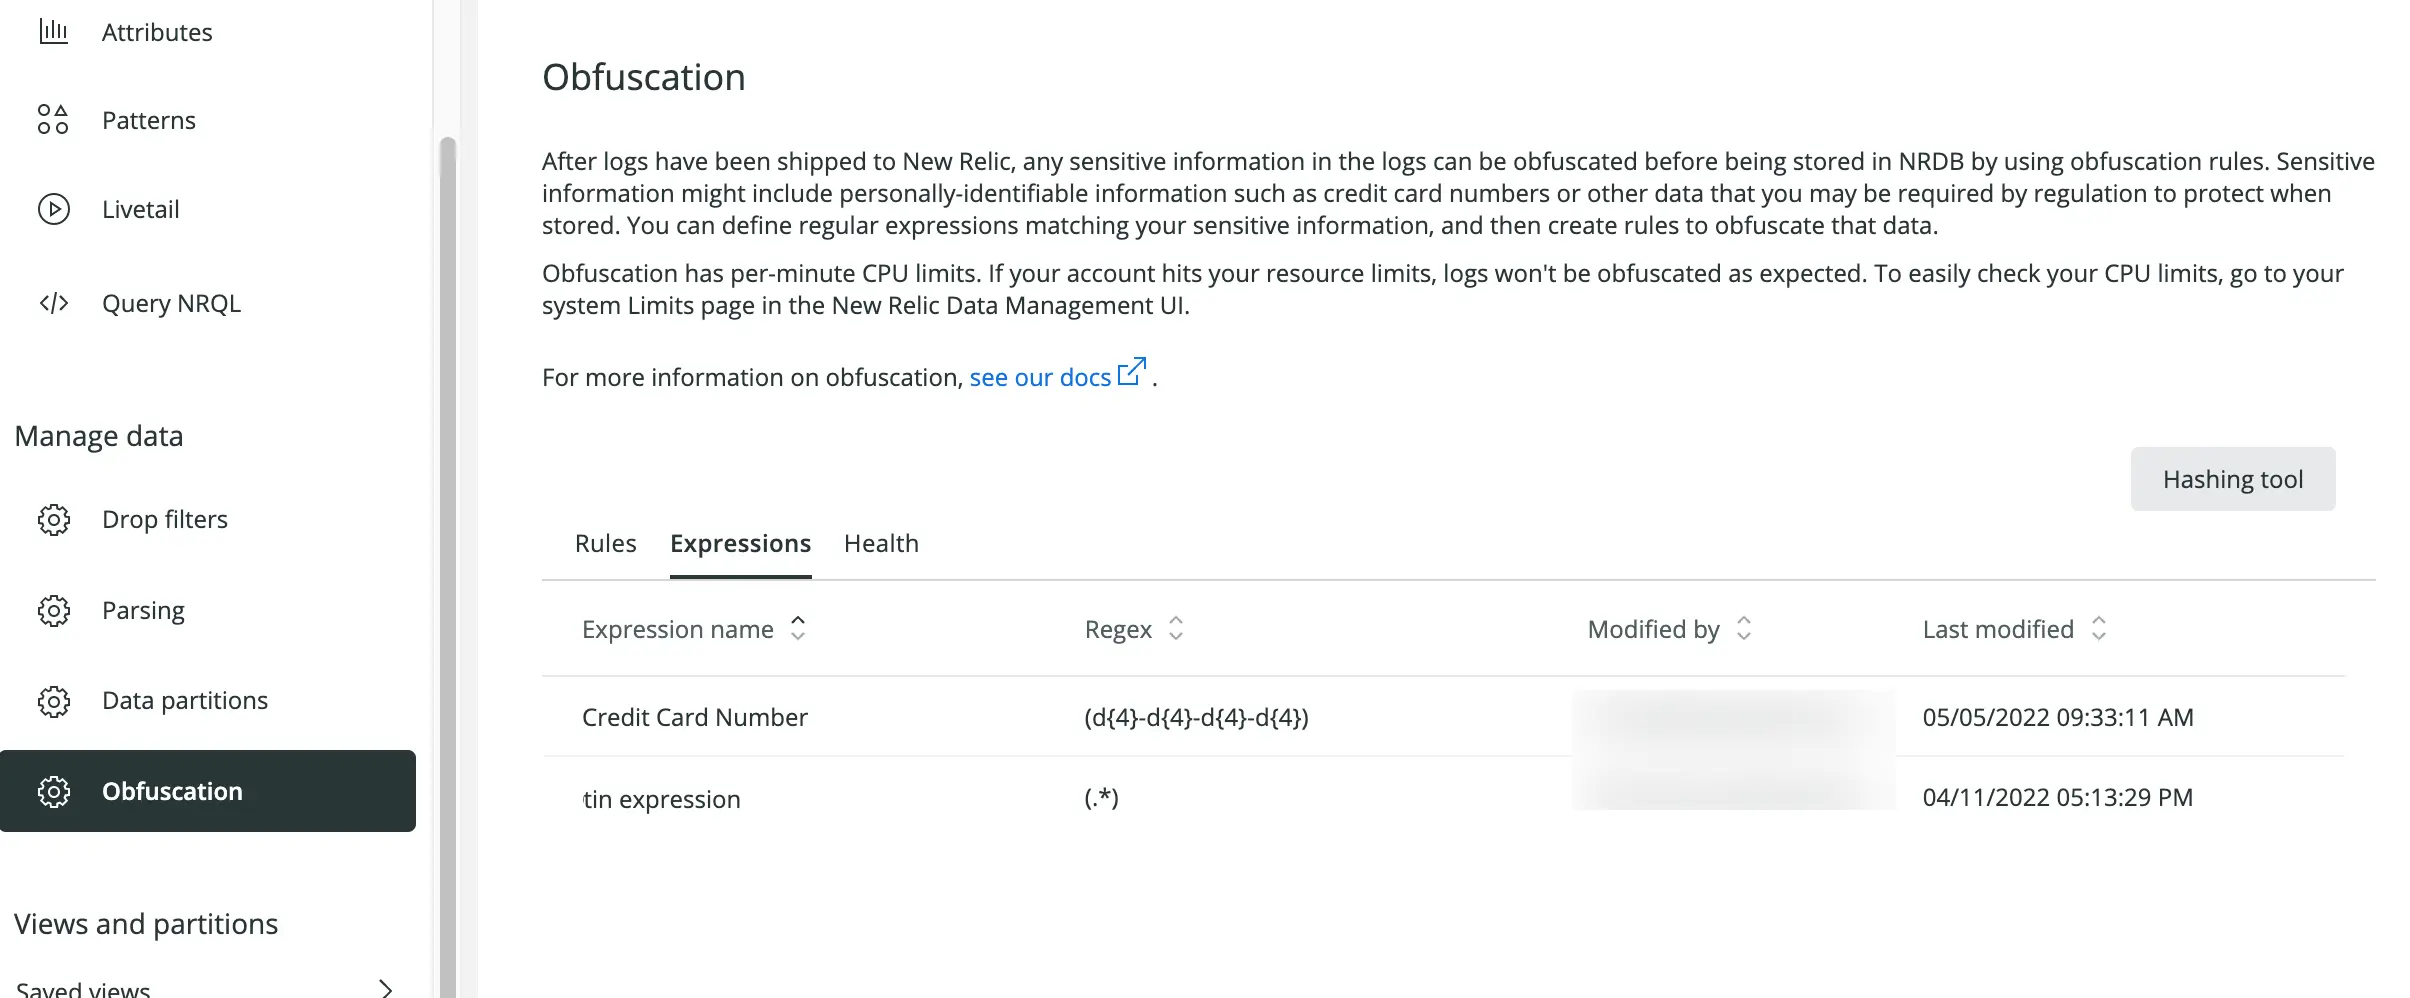 Attributes
Patterns
Livetail
Query NRQL
Manage data
Drop filters
Parsing
Data partitions
Obfuscation
Views and partitions
Saved views
Obfuscation
After logs have been shipped to New Relic, any sensitive information in the logs can be obfuscated before being stored in NRDB by using obfuscation rules. Sensitive
information might include personally-identifiable information such as credit card numbers or other data that you may be required by regulation to protect when
stored. You can define regular expressions matching your sensitive information, and then create rules to obfuscate that data.
Obfuscation has per-minute CPU limits. If your account hits your resource limits, logs won't be obfuscated as expected. To easily check your CPU limits, go to your
system Limits page in the New Relic Data Management UI.
For more information on obfuscation, see our docs .
Hashing tool
Rules Expressions Health
Expression name Regex Modified by Last modified
Credit Card Number (d{4}-d{4}-d{4}-d{4}) 05/05/2022 09:33:11 AM
tin expression (.*) 04/11/2022 05:13:29 PM